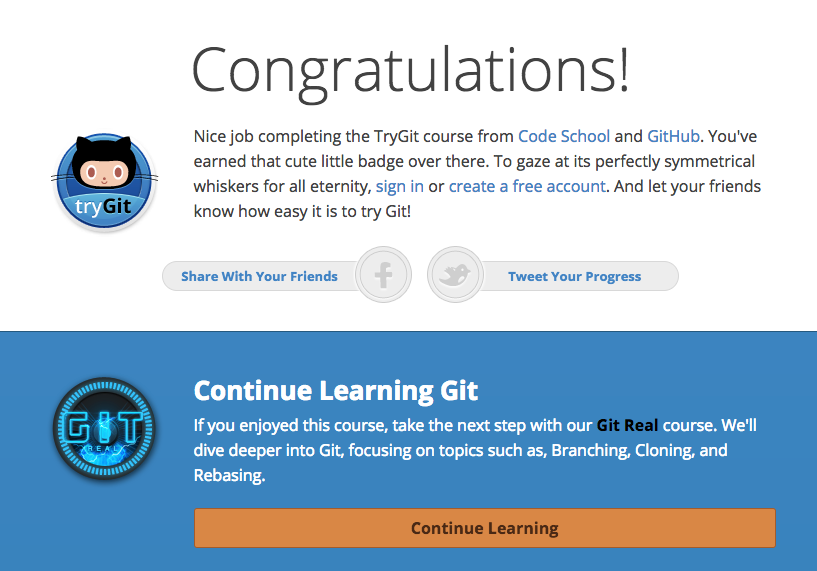 Congratulations!
Nice job completing the TryGit course from Code School and GitHub. You've
earned that cute little badge over there. To gaze at its perfectly symmetrical
whiskers for all eternity, sign in or create a free account. And let your friends
know how easy it is to try Git!
tryGit
Share With Your Friends
Tweet Your Progress
Continue Learning Git
If you enjoyed this course, take the next step with our Git Real course. We'll
dive deeper into Git, focusing on topics such as, Branching, Cloning, and
Rebasing.
GIT
REAL
Continue Learning